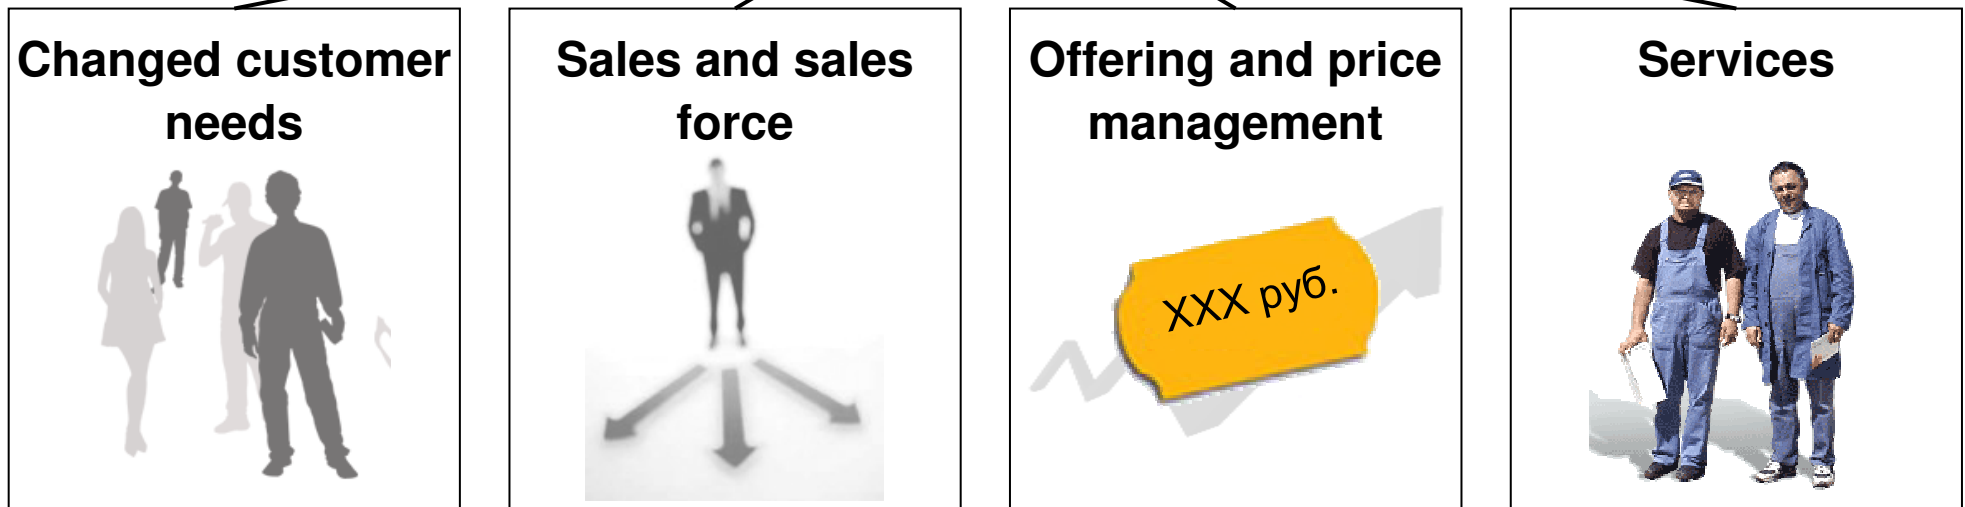 Changed customer
needs
Sales and sales
force
Offering and price
management
XXX руб.
Services